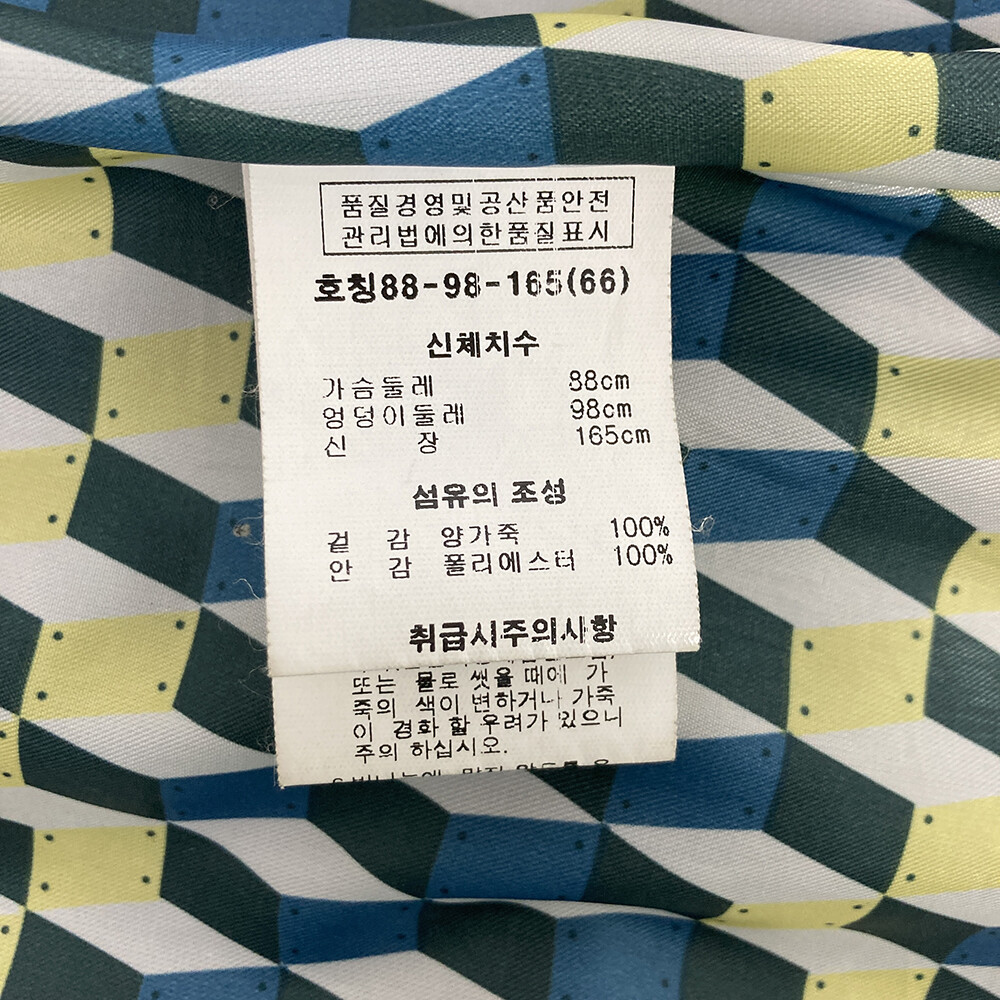 품질경영및공산품안전
관리법에의한품질표시
호칭88-98-165(66)
신체치수
가슴둘레 88cm
엉덩이둘레 98cm
신 장 165cm
섬유의 조성
겉 감 양가죽 100%
안 감 폴리에스터 100%
취급시주의사항
또는 물로 씻을 때에 가
죽의 색이 변하거나 가죽
이 경화 할 우려가 있으니
주의 하십시오.